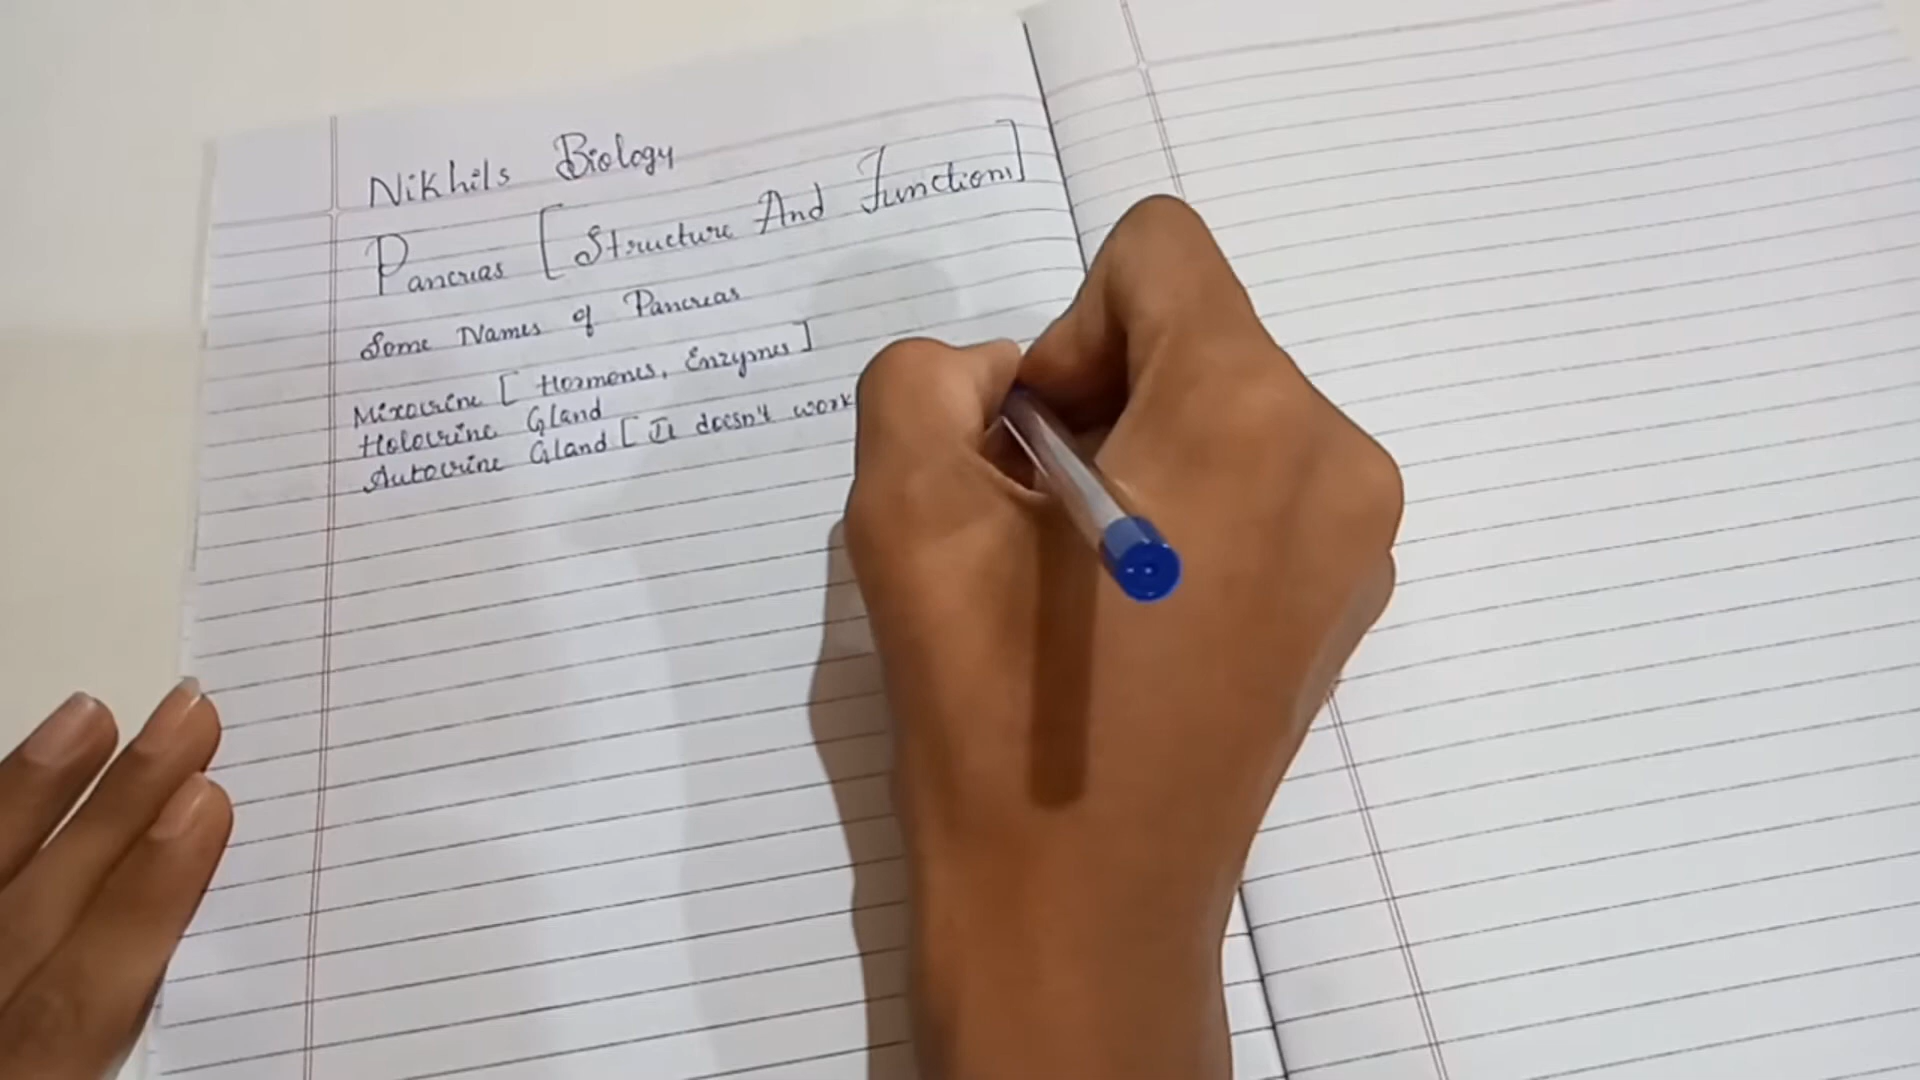 Nikhils Biology
Pancreas [ Structure And Functions]
Some Names of Pancreas
Mixocrine [ Hormones, Enzymes ]
Holocrine Gland
Autocrine Gland [ It doesn't work